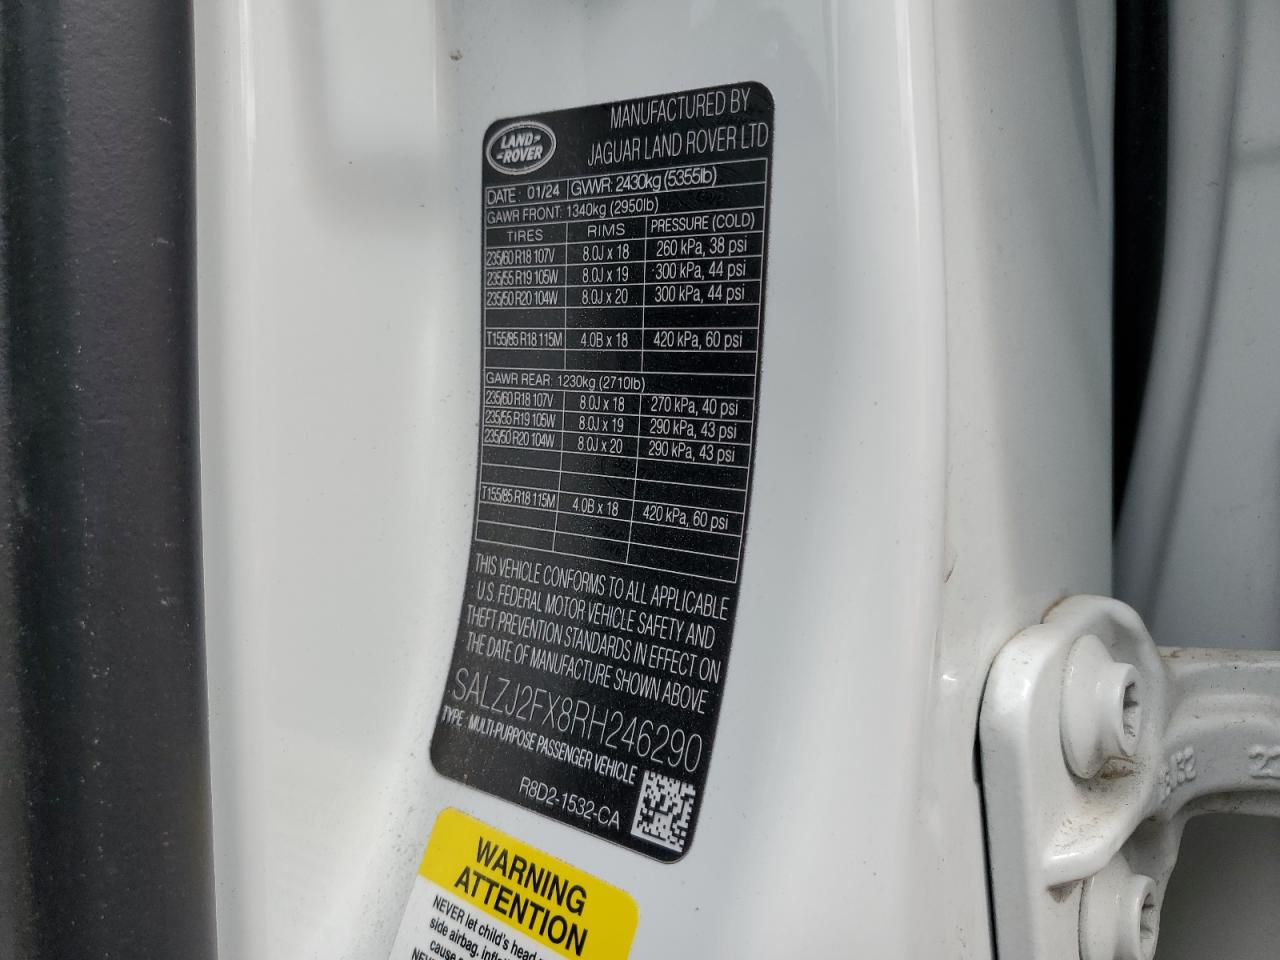 LAND-
-ROVER
MANUFACTURED BY
JAGUAR LAND ROVER LTD
DATE : 01/24 GVWR: 2430kg (5355lb)
GAWR FRONT: 1340kg (2950lb)
TIRES RIMS PRESSURE (COLD)
235/60 R18 107V 8.0J x 18 260 kPa, 38 psi
235/55 R19 105W 8.0J x 19 300 kPa, 44 psi
235/50 R20 104W 8.0J x 20 300 kPa, 44 psi
T155/85 R18 115M 4.0B x 18 420 kPa, 60 psi
GAWR REAR: 1230kg (2710lb)
235/60 R18 107V 8.0J x 18 270 kPa, 40 psi
235/55 R19 105W 8.0J x 19 290 kPa, 43 psi
235/50 R20 104W 8.0J x 20 290 kPa, 43 psi
T155/85 R18 115M 4.0B x 18 420 kPa, 60 psi
THIS VEHICLE CONFORMS TO ALL APPLICABLE
U.S. FEDERAL MOTOR VEHICLE SAFETY AND
THEFT PREVENTION STANDARDS IN EFFECT ON
THE DATE OF MANUFACTURE SHOWN ABOVE
SALZJ2FX8RH246290
TYPE : MULTI-PURPOSE PASSENGER VEHICLE
R8D2-1532-CA
WARNING
ATTENTION
NEVER let child's head
side airbag.
cause